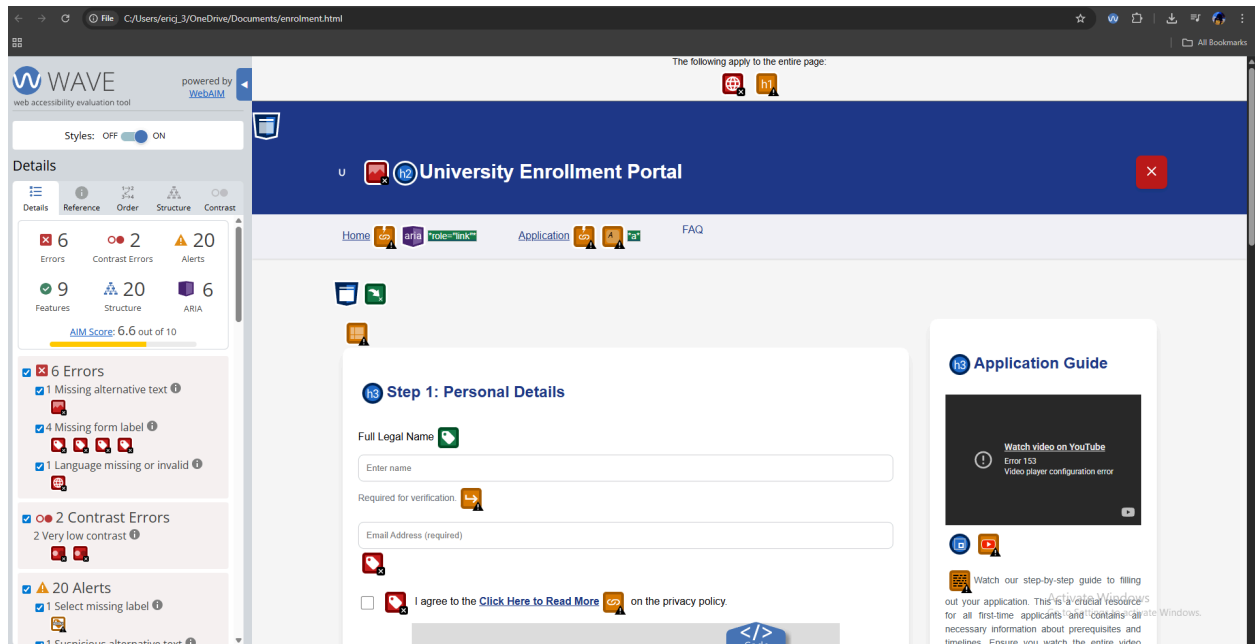 File C:/Users/ericj_3/OneDrive/Documents/enrolment.html
All Bookmarks
WAVE
powered by
WebAIM
web accessibility evaluation tool
Styles: OFF ON
Details
Details Reference Order Structure Contrast
6 2 20
Errors Contrast Errors Alerts
9 20 6
Features Structure ARIA
AIM Score: 6.6 out of 10
6 Errors
1 Missing alternative text
4 Missing form label
1 Language missing or invalid
2 Contrast Errors
2 Very low contrast
20 Alerts
1 Select missing label
1 Suspicious alternative text
The following apply to the entire page:
h1
U h2 University Enrollment Portal
Home aria *role="link"* Application A *a* FAQ
h3 Step 1: Personal Details
Full Legal Name
Enter name
Required for verification.
Email Address (required)
I agree to the Click Here to Read More on the privacy policy.
</>
h3 Application Guide
Watch video on YouTube
Error 153
Video player configuration error
Watch our step-by-step guide to filling
out your application. This is a crucial resource
for all first-time applicants and contains all
necessary information about prerequisites and
timelines. Ensure you watch the entire video
Activate Windows